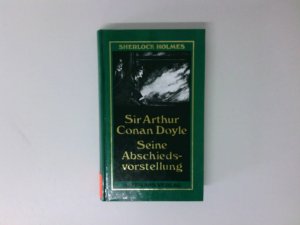 SHERLOCK HOLMES
Sir Arthur
Conan Doyle
Seine
Abschieds-
vorstellung